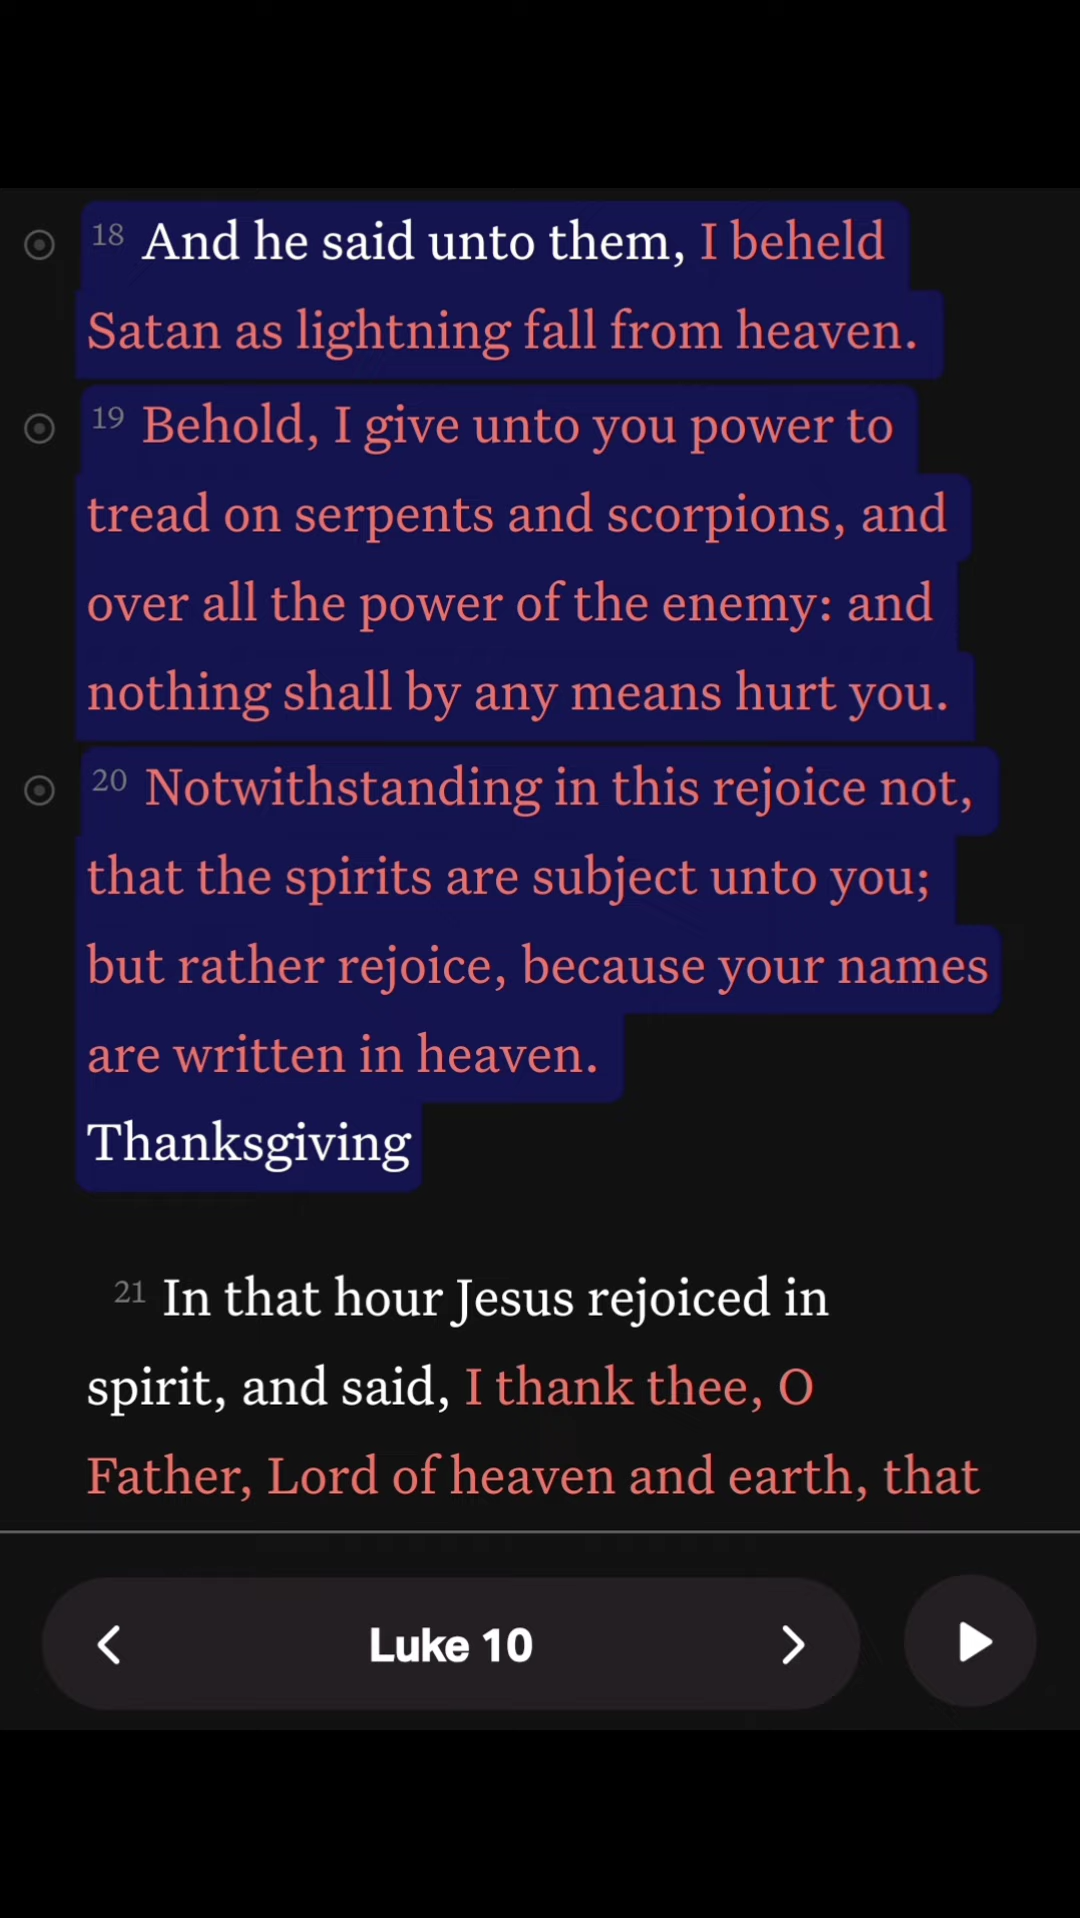 18 And he said unto them, I beheld
Satan as lightning fall from heaven.
19 Behold, I give unto you power to
tread on serpents and scorpions, and
over all the power of the enemy: and
nothing shall by any means hurt you.
20 Notwithstanding in this rejoice not,
that the spirits are subject unto you;
but rather rejoice, because your names
are written in heaven.
Thanksgiving
21 In that hour Jesus rejoiced in
spirit, and said, I thank thee, O
Father, Lord of heaven and earth, that
Luke 10